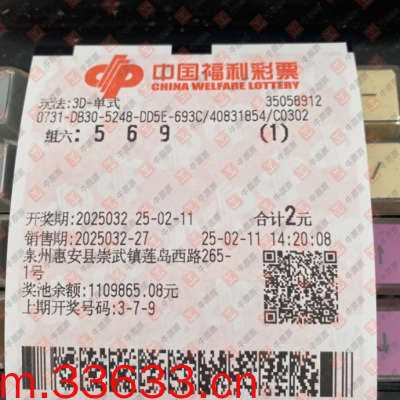 中国福利彩票
CHINA WELFARE LOTTERY
玩法:3D-单式 35058912
0731-DB30-5248-DD5E-693C/40831854/C0302
组六: 5 6 9 (1)
开奖期:2025032 25-02-11 合计2元
销售期:2025032-27 25-02-11 14:20:08
泉州惠安县崇武镇莲岛西路265-
1号
奖池余额:1109865.08元
上期开奖号码:3-7-9
m.33633.cn